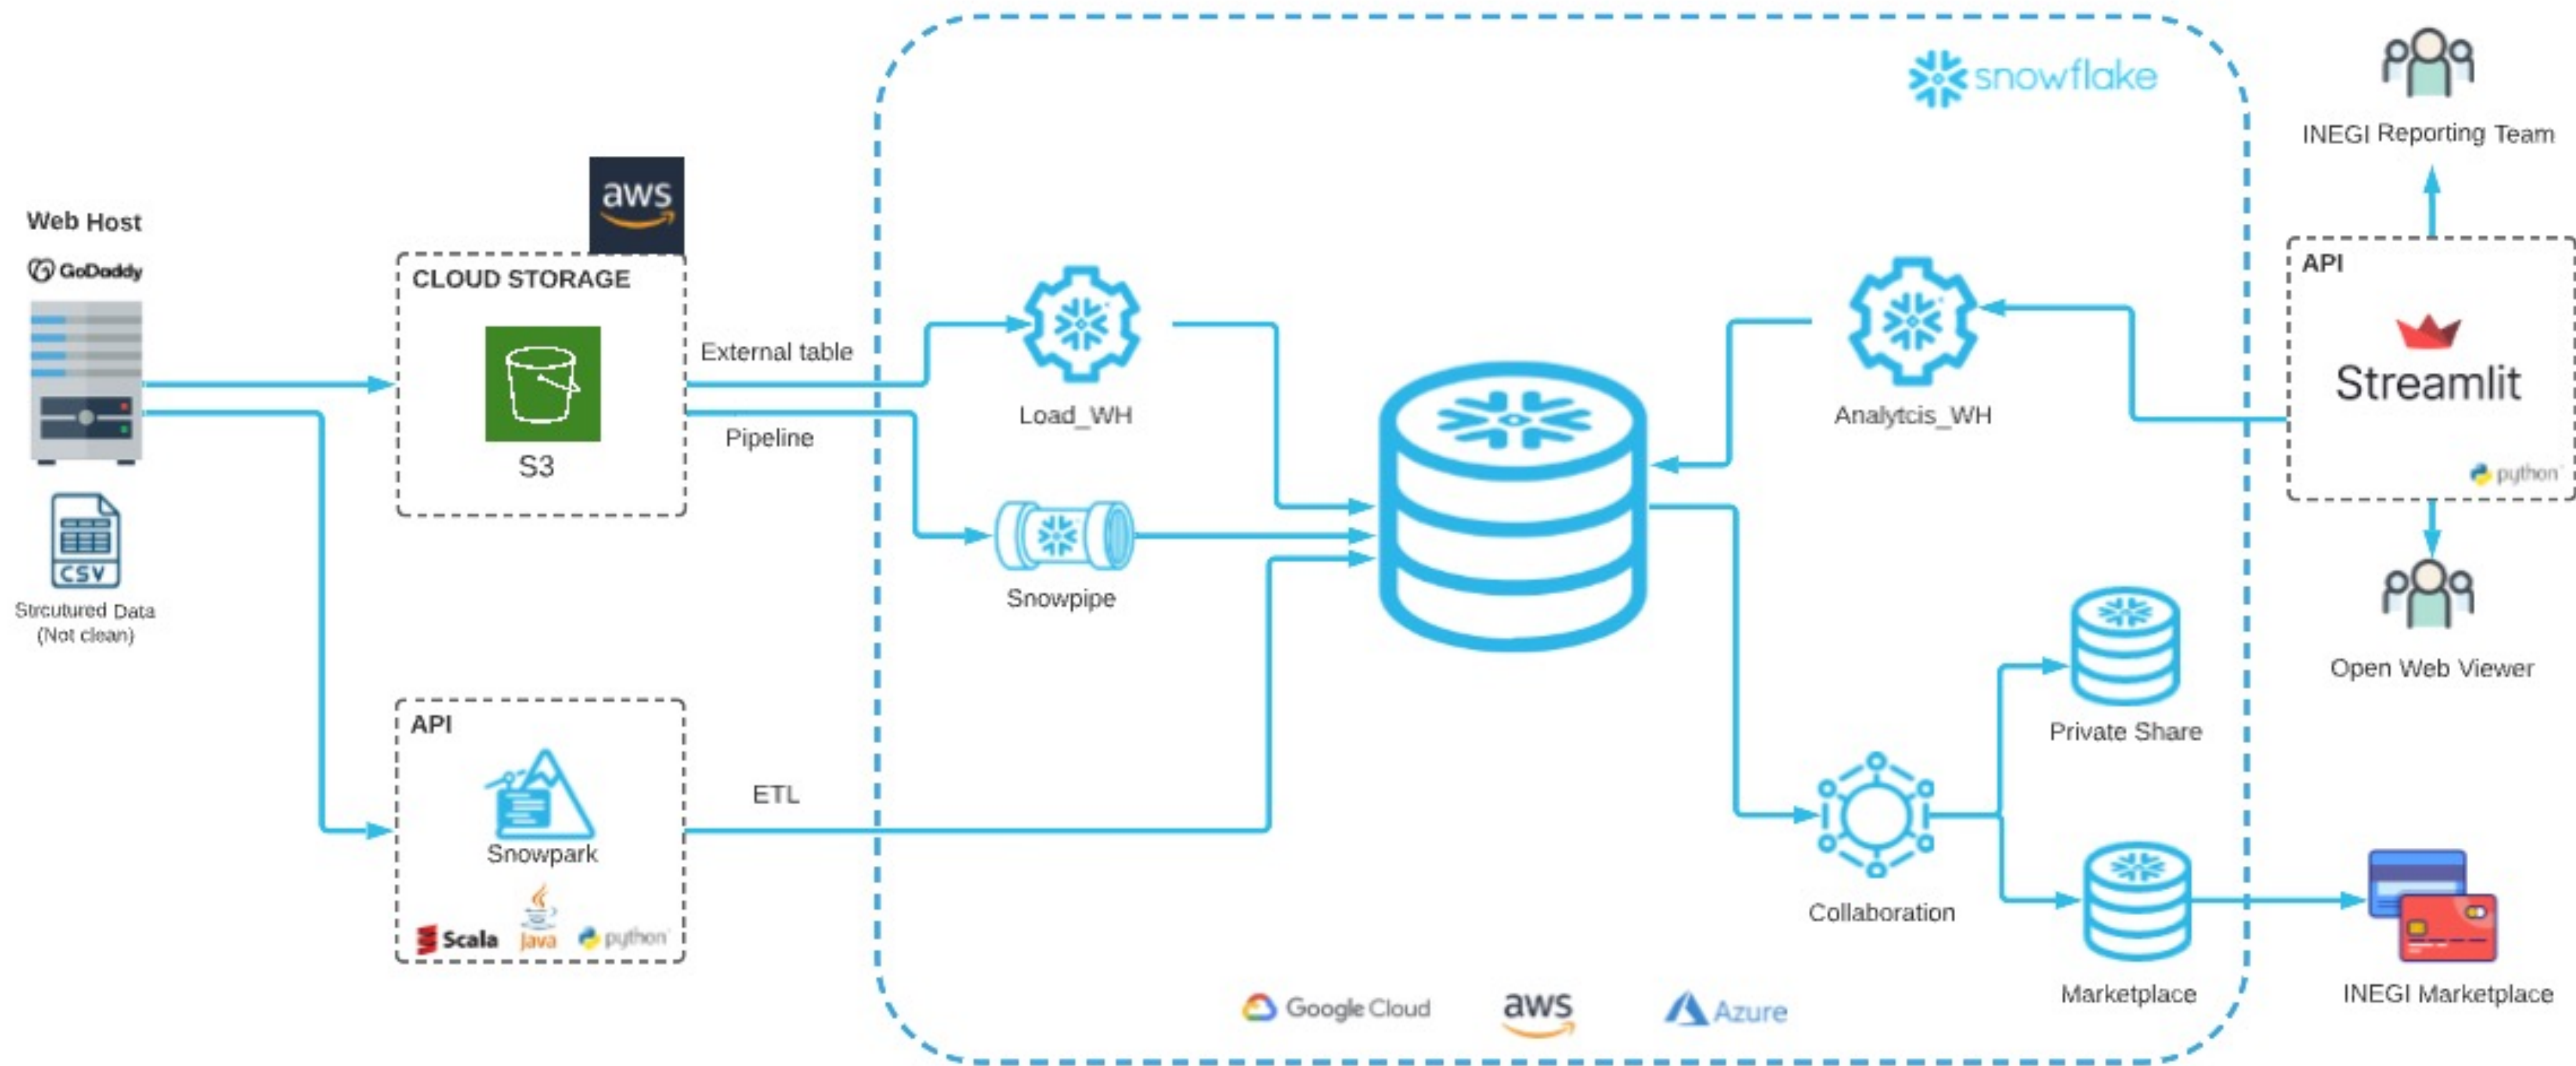 Web Host
GoDaddy
CSV
Strcutured Data
(Not clean)
aws
CLOUD STORAGE
S3
API
Snowpark
Scala
Java
python
External table
Pipeline
ETL
snowflake
Load_WH
Snowpipe
Analytcis_WH
Private Share
Collaboration
Marketplace
Google Cloud
aws
Azure
INEGI Reporting Team
API
Streamlit
python
Open Web Viewer
INEGI Marketplace